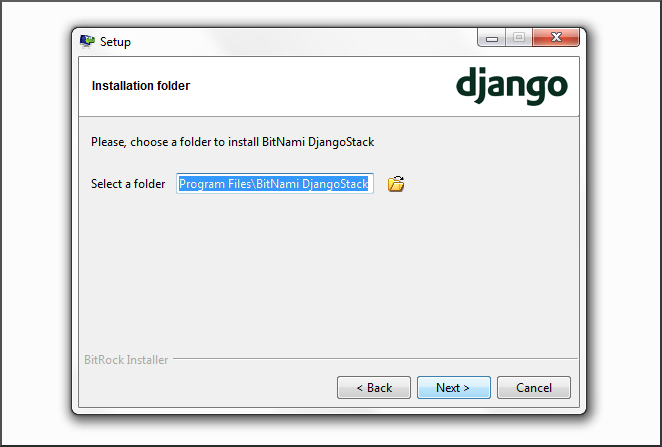 Setup
Installation folder
django
Please, choose a folder to install BitNami DjangoStack
Select a folder Program Files\BitNami DjangoStack
BitRock Installer
< Back Next > Cancel